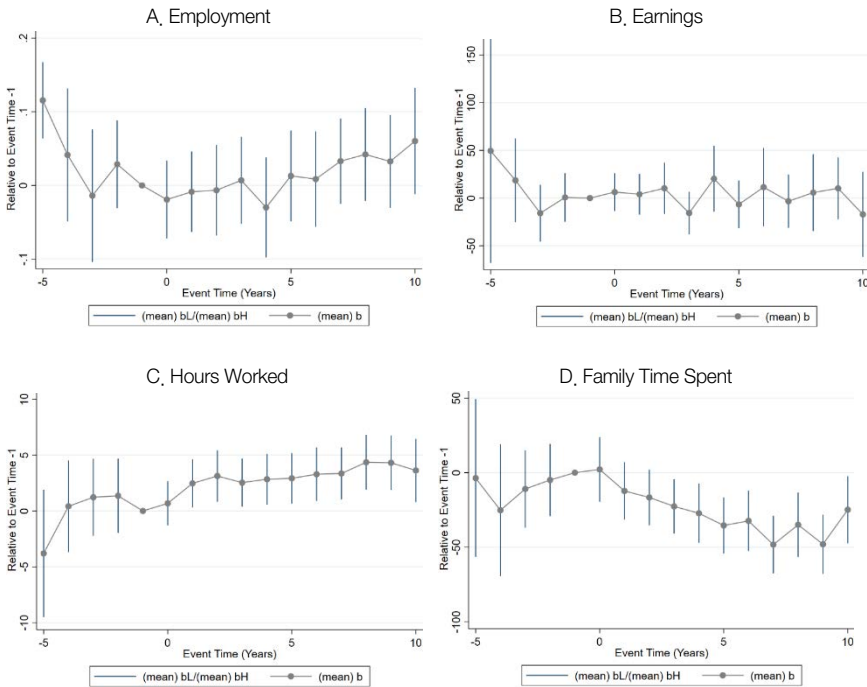 A. Employment
Relative to Event Time -1
.2
.1
0
-.1
-5
0
5
10
Event Time (Years)
(mean) bL/(mean) bH
(mean) b
B. Earnings
Relative to Event Time -1
150
100
50
0
-50
-5
0
5
10
Event Time (Years)
(mean) bL/(mean) bH
(mean) b
C. Hours Worked
Relative to Event Time -1
10
5
0
-5
-10
-5
0
5
10
Event Time (Years)
(mean) bL/(mean) bH
(mean) b
D. Family Time Spent
Relative to Event Time -1
50
0
-50
-100
-5
0
5
10
Event Time (Years)
(mean) bL/(mean) bH
(mean) b